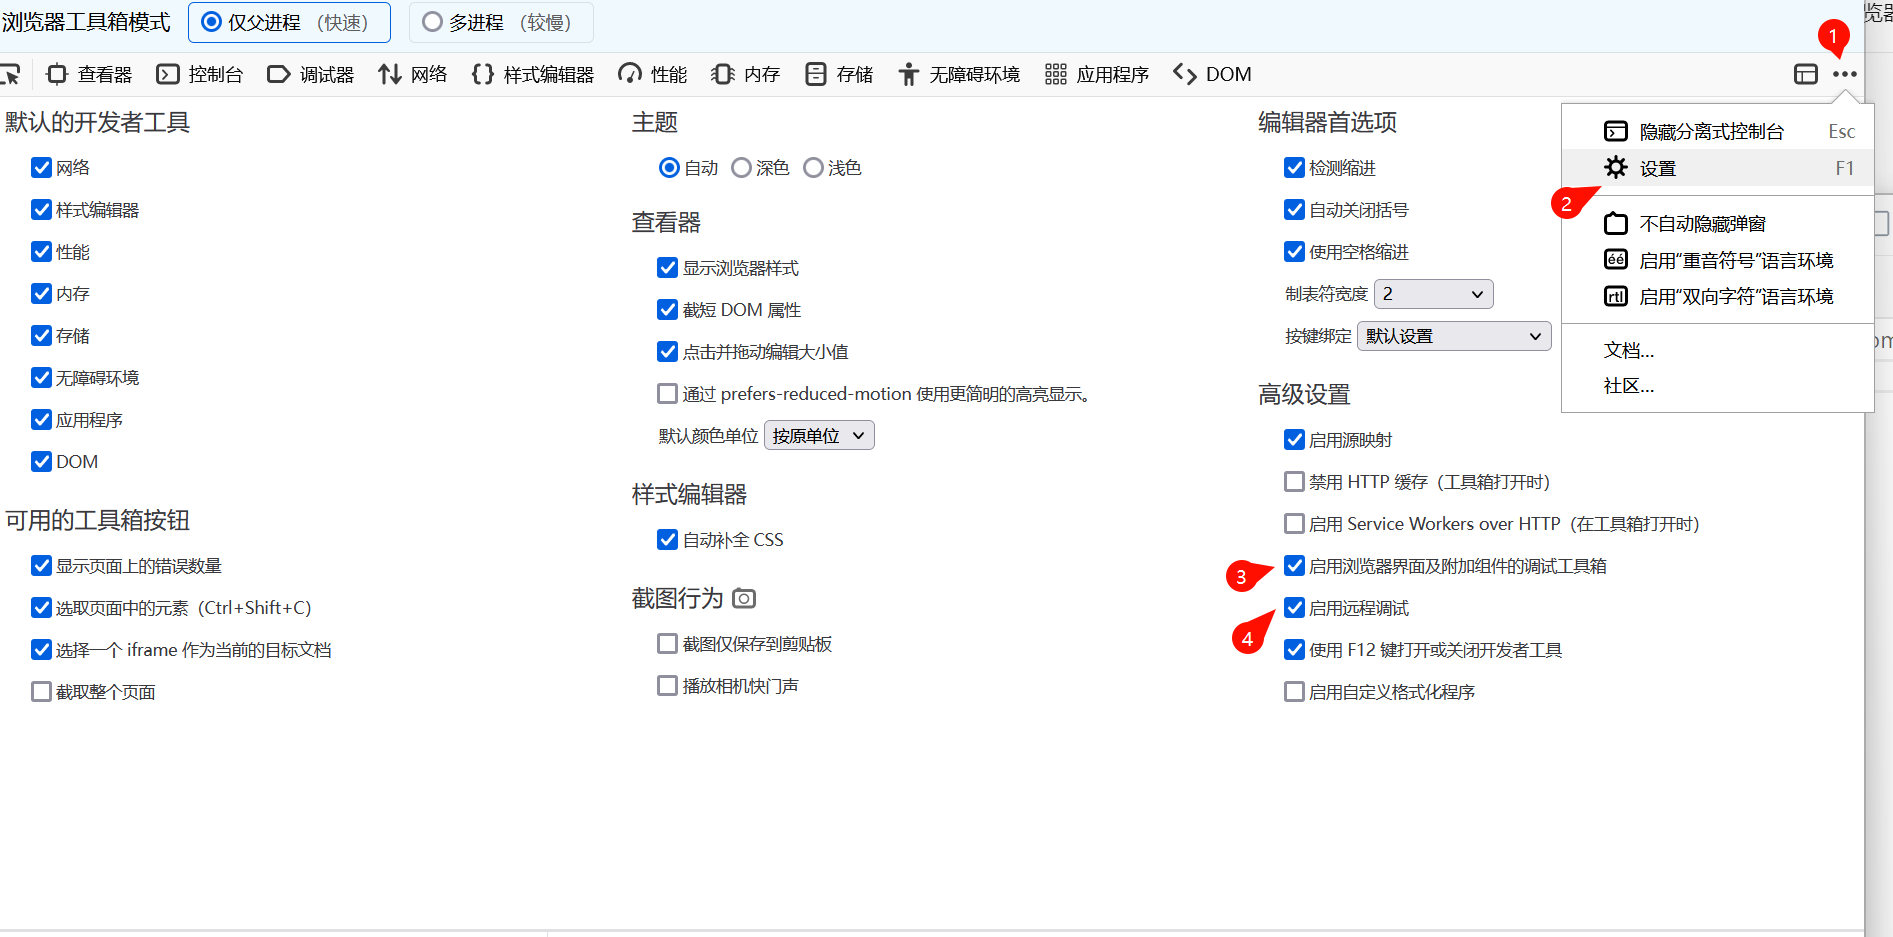 浏览器工具箱模式 仅父进程 （快速） 多进程 （较慢）
览器
1
查看器 控制台 调试器 网络 样式编辑器 性能 内存 存储 无障碍环境 应用程序 DOM
默认的开发者工具
网络
样式编辑器
性能
内存
存储
无障碍环境
应用程序
DOM
可用的工具箱按钮
显示页面上的错误数量
选取页面中的元素（Ctrl+Shift+C）
选择一个 iframe 作为当前的目标文档
截取整个页面
主题
自动 深色 浅色
查看器
显示浏览器样式
截短 DOM 属性
点击并拖动编辑大小值
通过 prefers-reduced-motion 使用更简明的高亮显示。
默认颜色单位 按原单位
样式编辑器
自动补全 CSS
截图行为
截图仅保存到剪贴板
播放相机快门声
编辑器首选项
检测缩进
自动关闭括号
使用空格缩进
制表符宽度 2
按键绑定 默认设置
高级设置
启用源映射
禁用 HTTP 缓存（工具箱打开时）
启用 Service Workers over HTTP（在工具箱打开时）
3 启用浏览器界面及附加组件的调试工具箱
4 启用远程调试
使用 F12 键打开或关闭开发者工具
启用自定义格式化程序
隐藏分离式控制台 Esc
设置 F1
2
不自动隐藏弹窗
éé 启用“重音符号”语言环境
rtl 启用“双向字符”语言环境
文档...
社区...